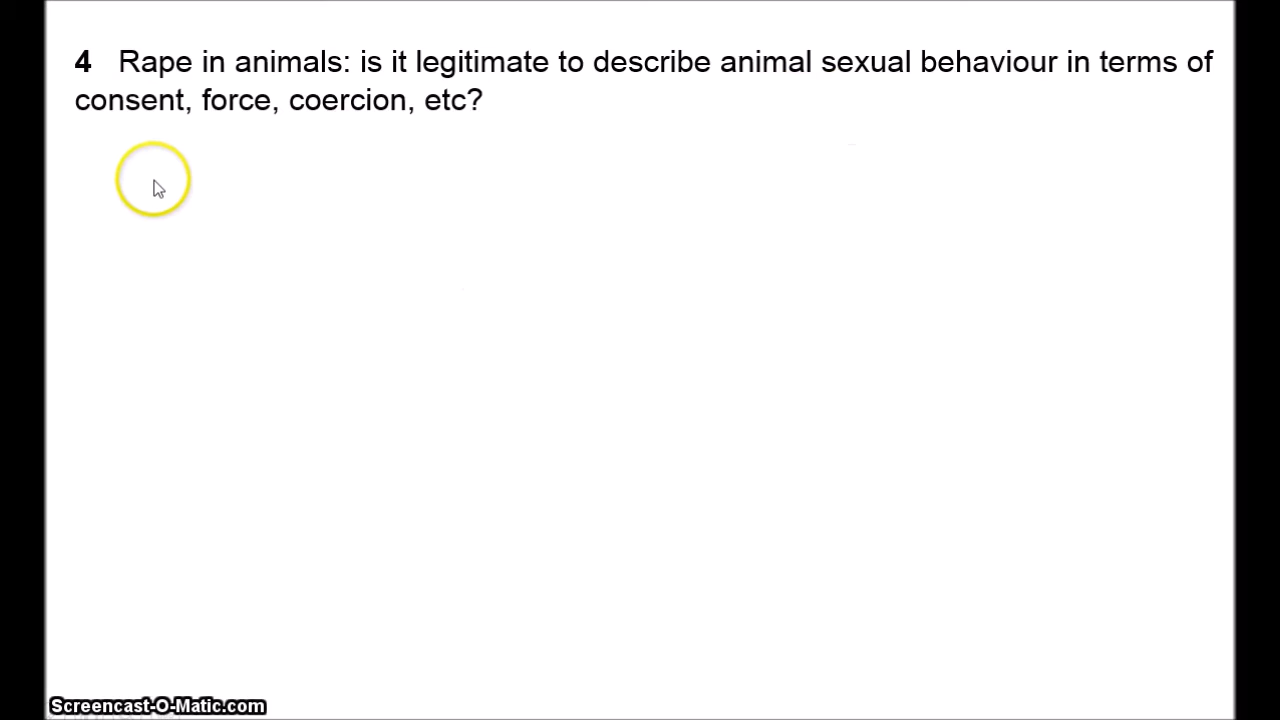 4 Rape in animals: is it legitimate to describe animal sexual behaviour in terms of
consent, force, coercion, etc?
Screencast-O-Matic.com